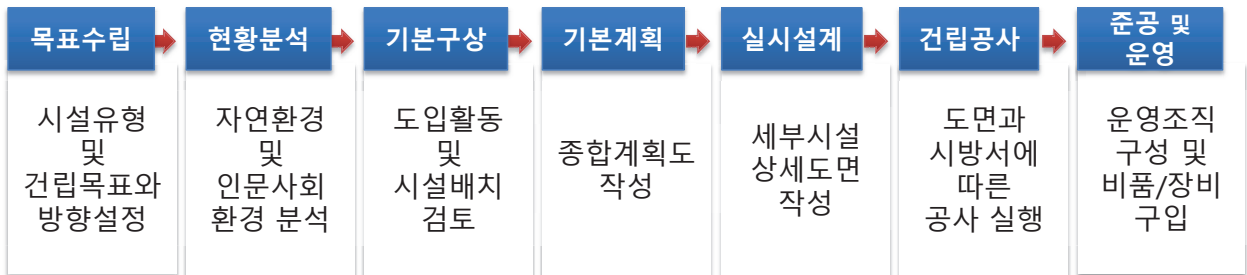 목표수립
현황분석
기본구상
기본계획
실시설계
건립공사
준공 및
운영
시설유형
및
건립목표와
방향설정
자연환경
및
인문사회
환경 분석
도입활동
및
시설배치
검토
종합계획도
작성
세부시설
상세도면
작성
도면과
시방서에
따른
공사 실행
운영조직
구성 및
비품/장비
구입